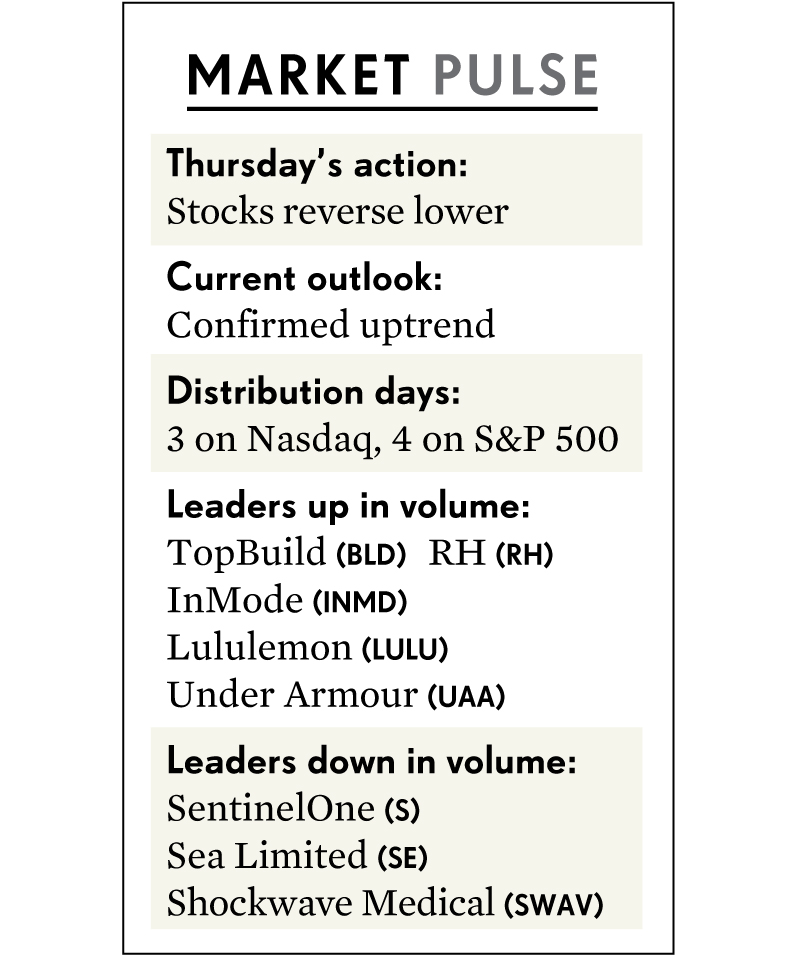 MARKET PULSE
Thursday’s action:
Stocks reverse lower
Current outlook:
Confirmed uptrend
Distribution days:
3 on Nasdaq, 4 on S&P 500
Leaders up in volume:
TopBuild (BLD) RH (RH)
InMode (INMD)
Lululemon (LULU)
Under Armour (UAA)
Leaders down in volume:
SentinelOne (S)
Sea Limited (SE)
Shockwave Medical (SWAV)